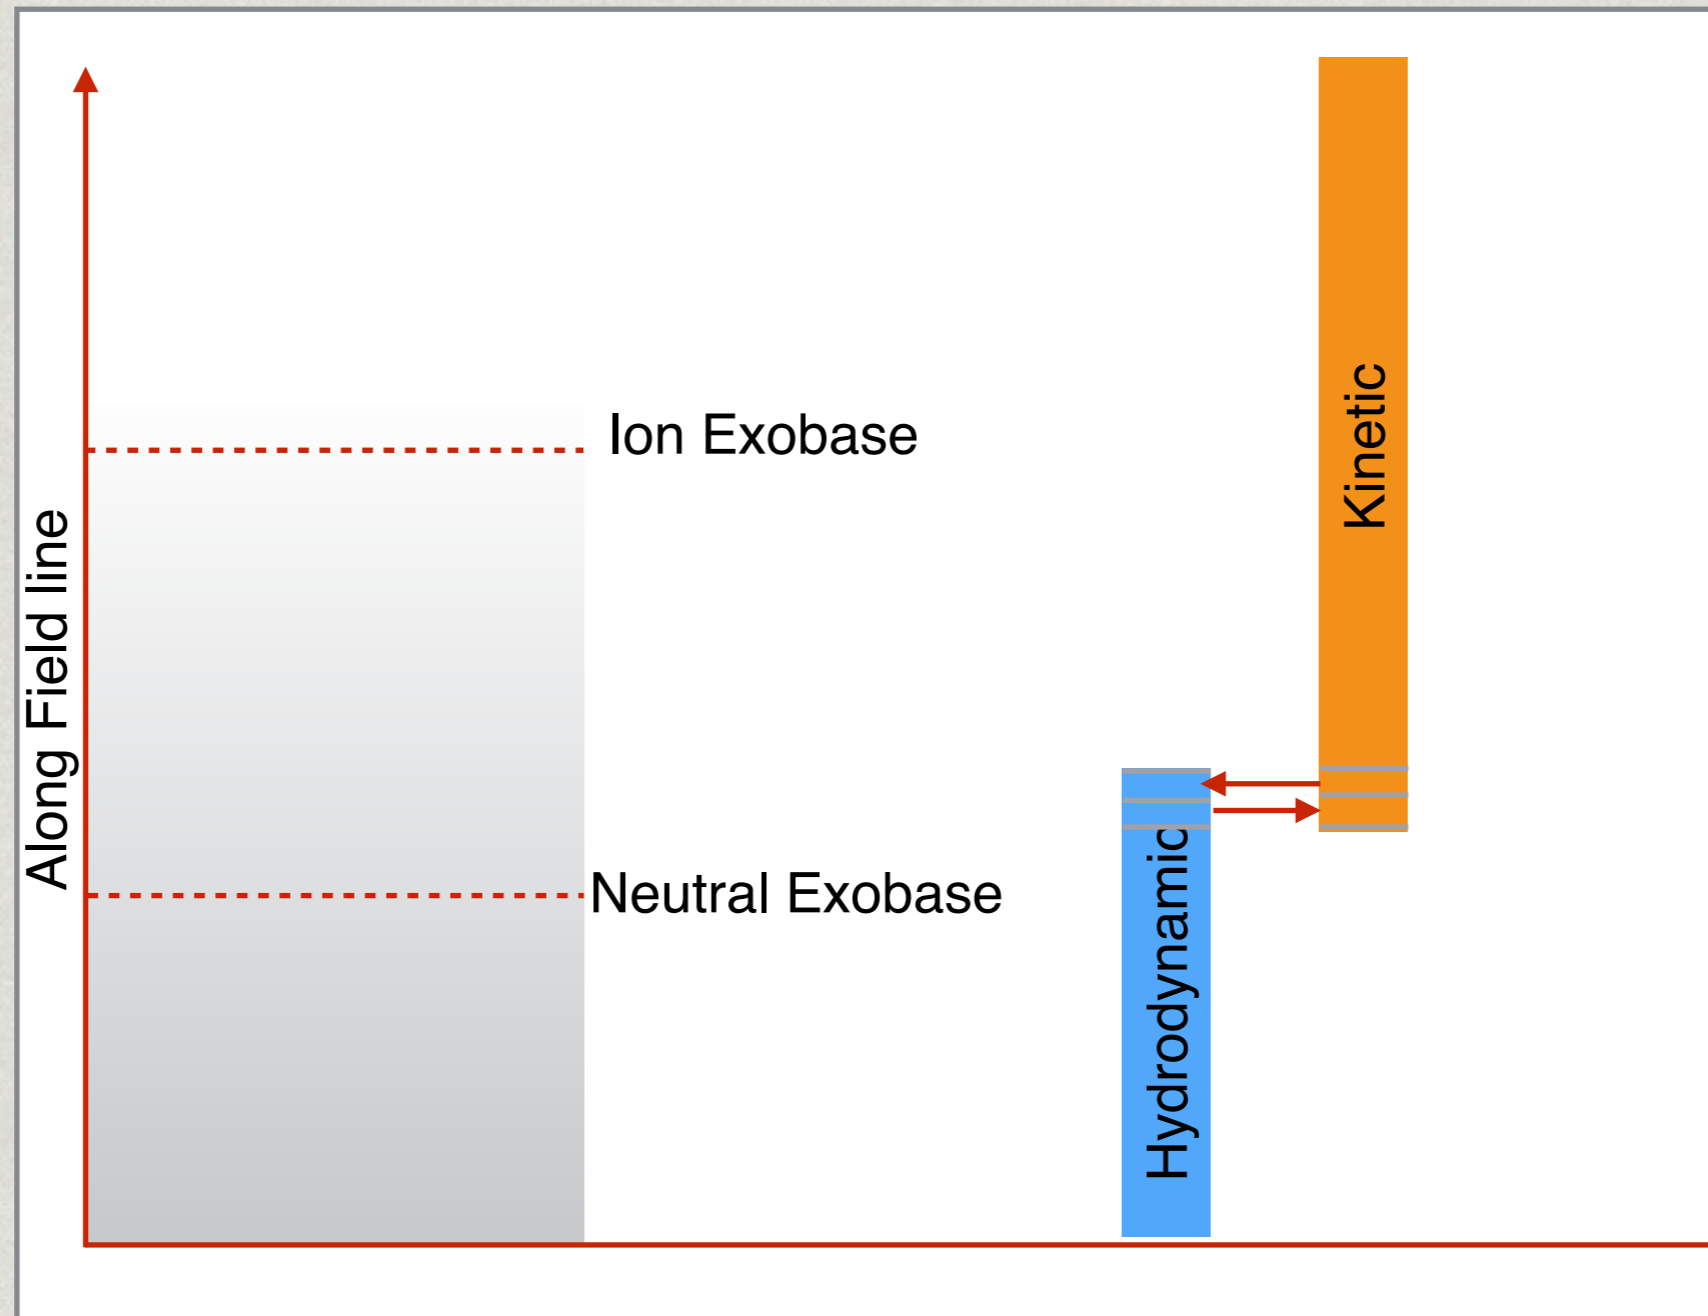 Along Field line
Ion Exobase
Neutral Exobase
Hydrodynamic
Kinetic